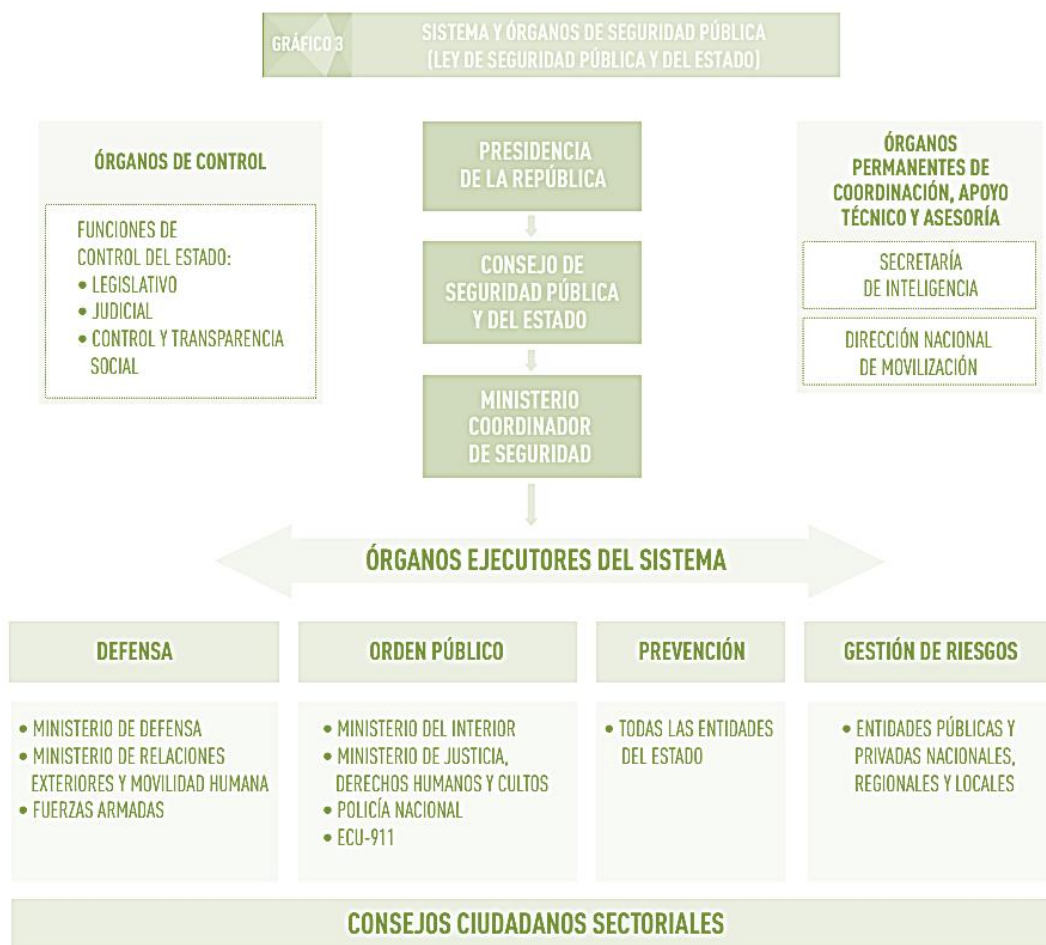 GRÁFICO 3
SISTEMA Y ÓRGANOS DE SEGURIDAD PÚBLICA
(LEY DE SEGURIDAD PÚBLICA Y DEL ESTADO)
ÓRGANOS DE CONTROL
FUNCIONES DE
CONTROL DEL ESTADO:
• LEGISLATIVO
• JUDICIAL
• CONTROL Y TRANSPARENCIA
SOCIAL
PRESIDENCIA
DE LA REPÚBLICA
CONSEJO DE
SEGURIDAD PÚBLICA
Y DEL ESTADO
MINISTERIO
COORDINADOR
DE SEGURIDAD
ÓRGANOS
PERMANENTES DE
COORDINACIÓN, APOYO
TÉCNICO Y ASESORÍA
SECRETARÍA
DE INTELIGENCIA
DIRECCIÓN NACIONAL
DE MOVILIZACIÓN
ÓRGANOS EJECUTORES DEL SISTEMA
DEFENSA
• MINISTERIO DE DEFENSA
• MINISTERIO DE RELACIONES
EXTERIORES Y MOVILIDAD HUMANA
• FUERZAS ARMADAS
ORDEN PÚBLICO
• MINISTERIO DEL INTERIOR
• MINISTERIO DE JUSTICIA,
DERECHOS HUMANOS Y CULTOS
• POLICÍA NACIONAL
• ECU-911
PREVENCIÓN
• TODAS LAS ENTIDADES
DEL ESTADO
GESTIÓN DE RIESGOS
• ENTIDADES PÚBLICAS Y
PRIVADAS NACIONALES,
REGIONALES Y LOCALES
CONSEJOS CIUDADANOS SECTORIALES